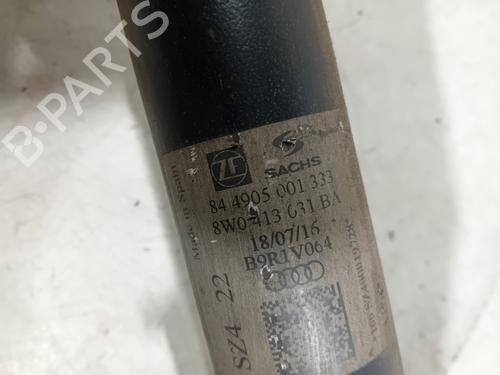 B-PARTS
ZF SACHS
84 4905 001 333
8W0 413 031 BA
18/07/16
B9R1V064
SZ4 22
Made in Spain